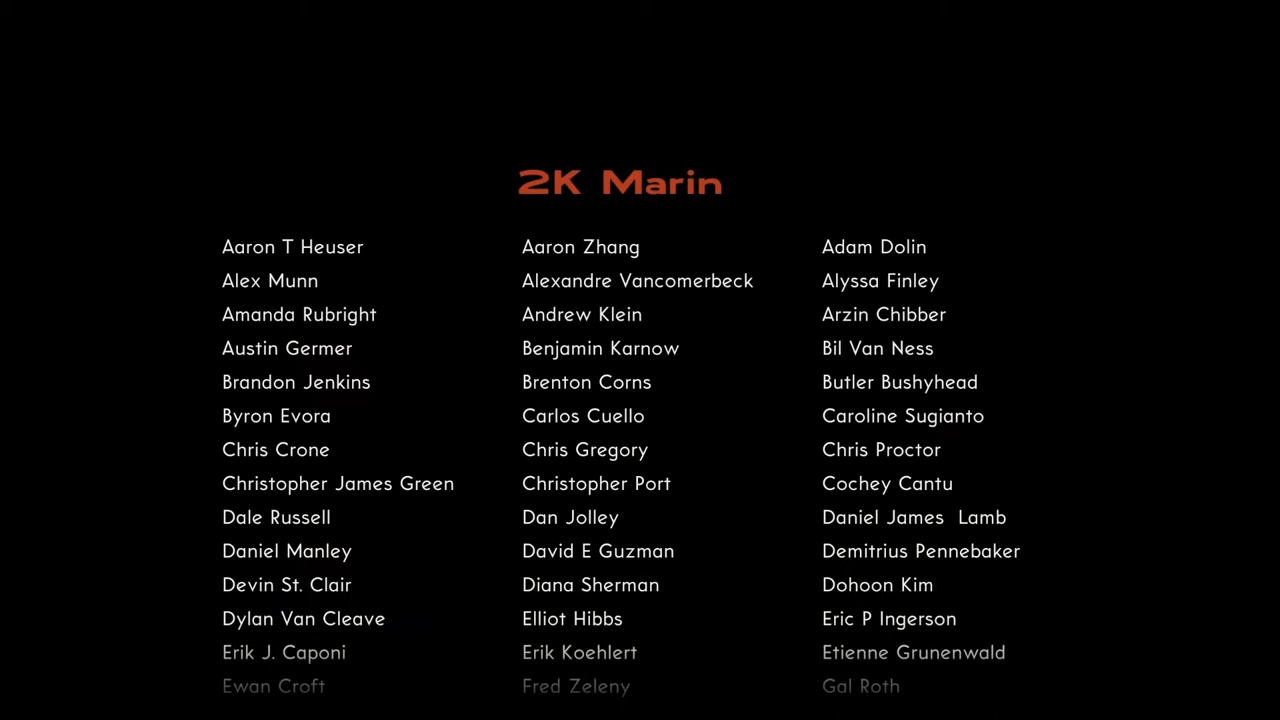 2K Marin
Aaron T Heuser Aaron Zhang Adam Dolin
Alex Munn Alexandre Vancomerbeck Alyssa Finley
Amanda Rubright Andrew Klein Arzin Chibber
Austin Germer Benjamin Karnow Bil Van Ness
Brandon Jenkins Brenton Corns Butler Bushyhead
Byron Evora Carlos Cuello Caroline Sugianto
Chris Crone Chris Gregory Chris Proctor
Christopher James Green Christopher Port Cochey Cantu
Dale Russell Dan Jolley Daniel James  Lamb
Daniel Manley David E Guzman Demitrius Pennebaker
Devin St. Clair Diana Sherman Dohoon Kim
Dylan Van Cleave Elliot Hibbs Eric P Ingerson
Erik J. Caponi Erik Koehlert Etienne Grunenwald
Ewan Croft Fred Zeleny Gal Roth